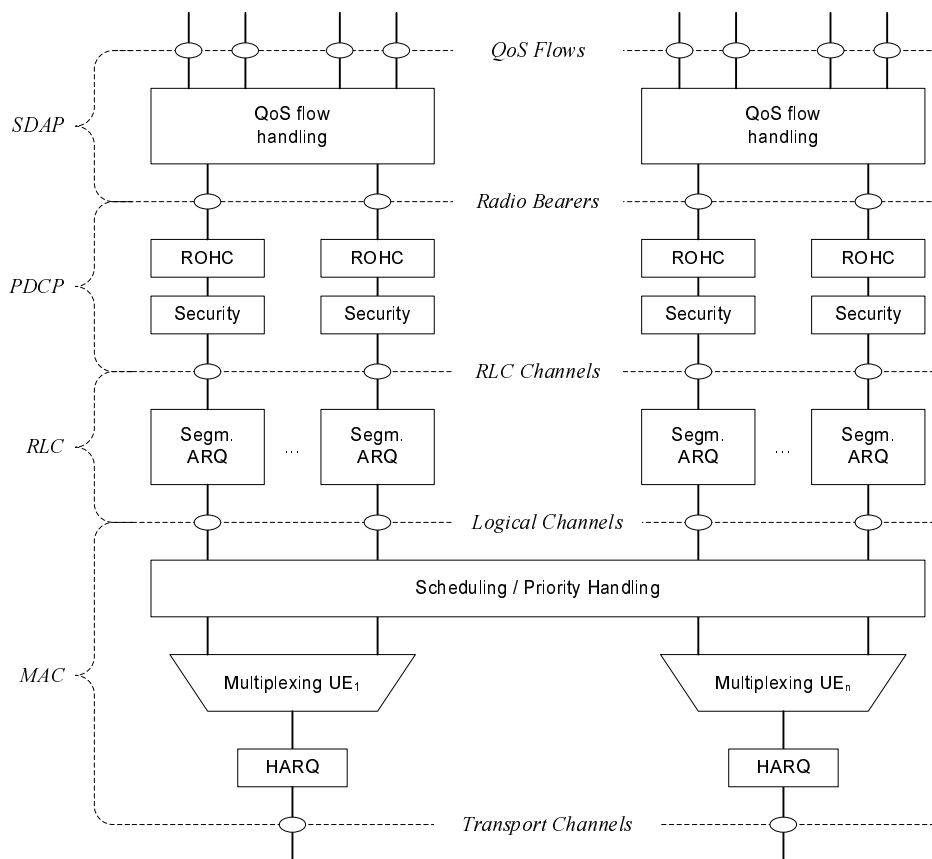 QoS Flows
QoS flow
handling
QoS flow
handling
SDAP
Radio Bearers
ROHC
ROHC
ROHC
ROHC
PDCP
Security
Security
Security
Security
RLC Channels
Segm.
ARQ
...
Segm.
ARQ
Segm.
ARQ
...
Segm.
ARQ
RLC
Logical Channels
Scheduling / Priority Handling
MAC
Multiplexing UE1
Multiplexing UEn
HARQ
HARQ
Transport Channels